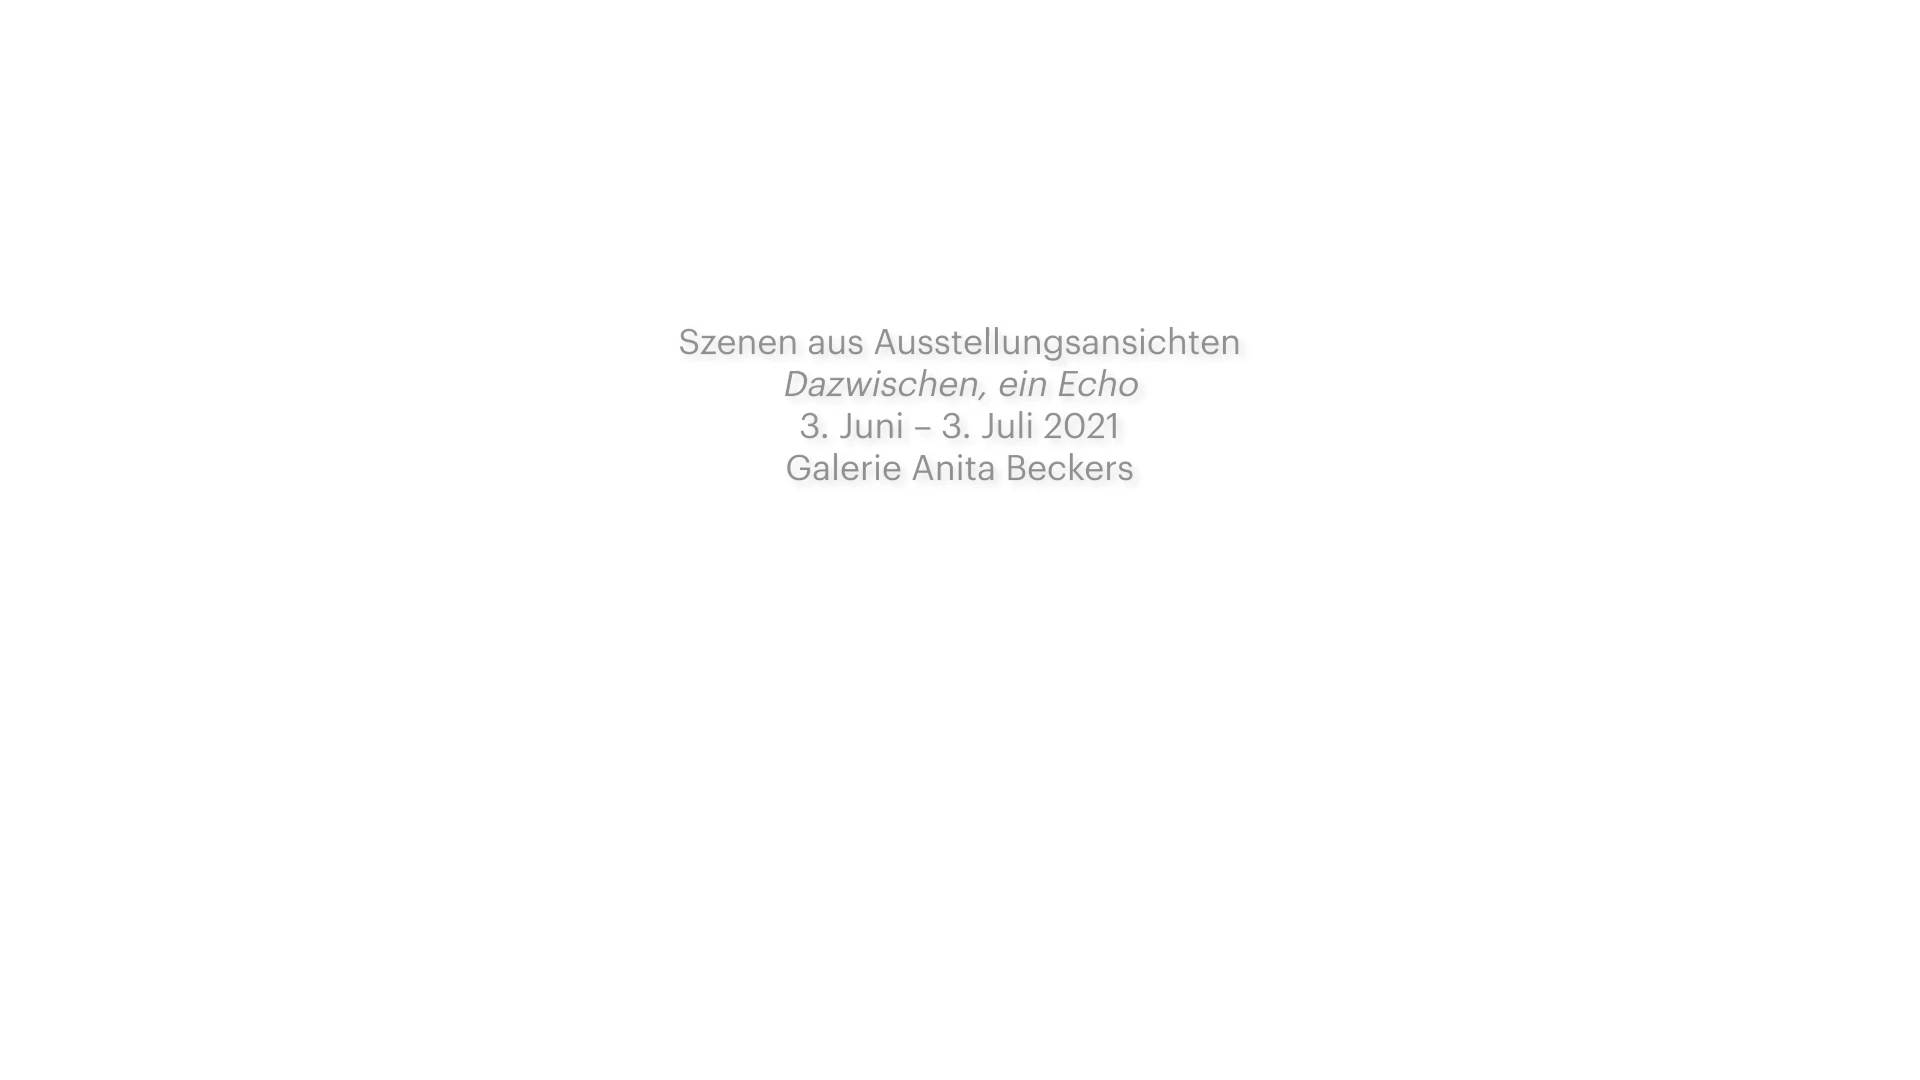 Szenen aus Ausstellungsansichten
Dazwischen, ein Echo
3. Juni – 3. Juli 2021
Galerie Anita Beckers